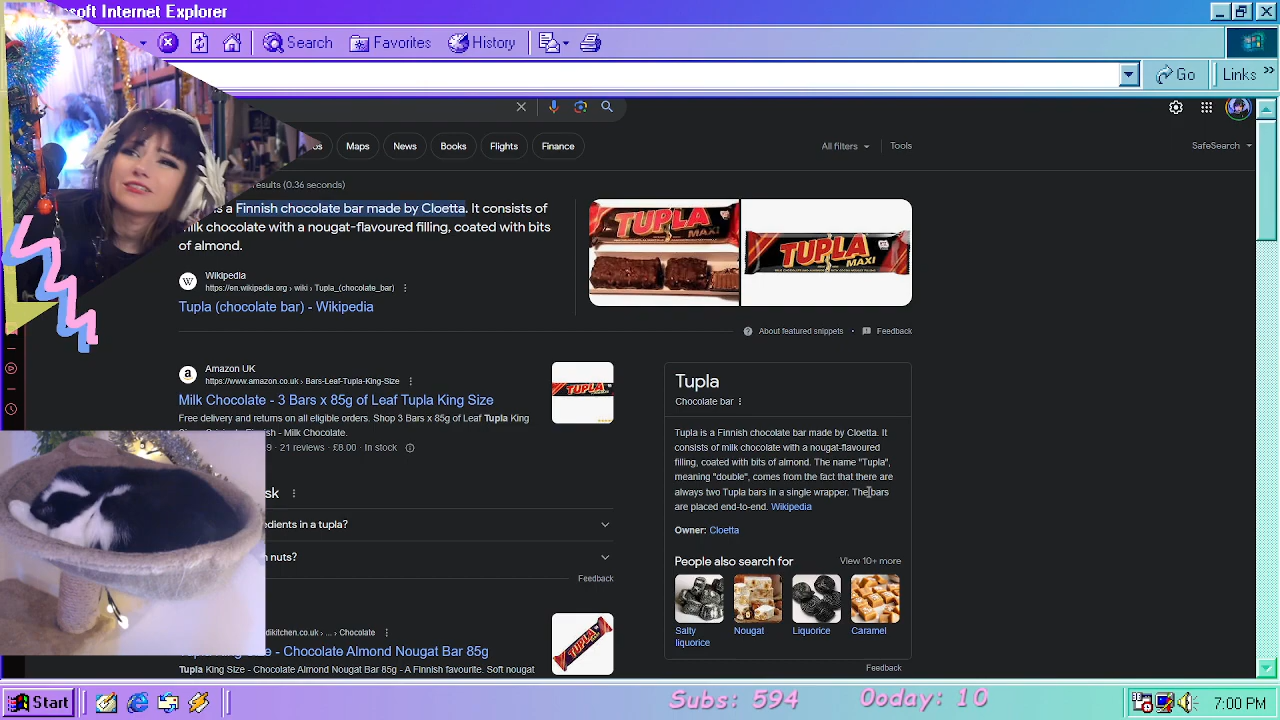 soft Internet Explorer
Search
Favorites
History
Go
Links
Maps
News
Books
Flights
Finance
All filters
Tools
SafeSearch
results (0.36 seconds)
is a Finnish chocolate bar made by Cloetta. It consists of
milk chocolate with a nougat-flavoured filling, coated with bits
of almond.
TUPLA
MAXI
TUPLA
MAXI
W
Wikipedia
https://en.wikipedia.org › wiki › Tupla_(chocolate_bar)
Tupla (chocolate bar) - Wikipedia
About featured snippets
Feedback
a
Amazon UK
https://www.amazon.co.uk › Bars-Leaf-Tupla-King-Size
Milk Chocolate - 3 Bars x 85g of Leaf Tupla King Size
Free delivery and returns on all eligible orders. Shop 3 Bars x 85g of Leaf Tupla King
- Milk Chocolate.
9 · 21 reviews · £8.00 · In stock
Tupla
Chocolate bar
Tupla is a Finnish chocolate bar made by Cloetta. It
consists of milk chocolate with a nougat-flavoured
filling, coated with bits of almond. The name "Tupla",
meaning "double", comes from the fact that there are
always two Tupla bars in a single wrapper. The bars
are placed end-to-end. Wikipedia
Owner: Cloetta
People also search for
View 10+ more
Salty
liquorice
Nougat
Liquorice
Caramel
Feedback
sk
edients in a tupla?
nuts?
Feedback
dikitchen.co.uk › ... › Chocolate
Size - Chocolate Almond Nougat Bar 85g
Tupla King Size - Chocolate Almond Nougat Bar 85g - A Finnish favourite. Soft nougat
TUPLA
Start
Subs: 594
Ooday: 10
7:00 PM